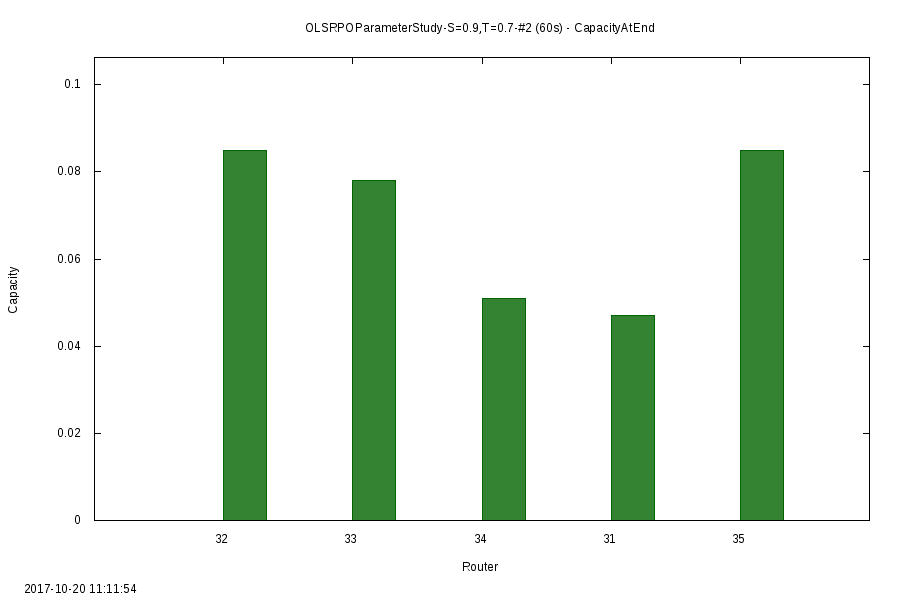 OLSRPOParameterStudy-S=0.9,T=0.7-#2 (60s) - CapacityAtEnd
0.1
0.08
0.06
0.04
0.02
0
Capacity
32 33 34 31 35
Router
2017-10-20 11:11:54